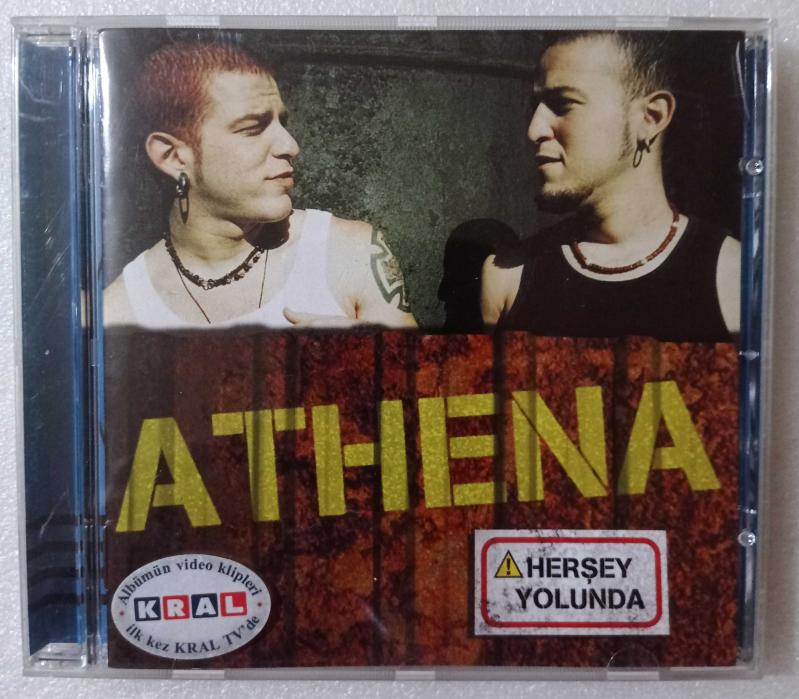 ATHENA
HERŞEY
YOLUNDA
Albümün video klipleri
KRAL
ilk kez KRAL TV'de